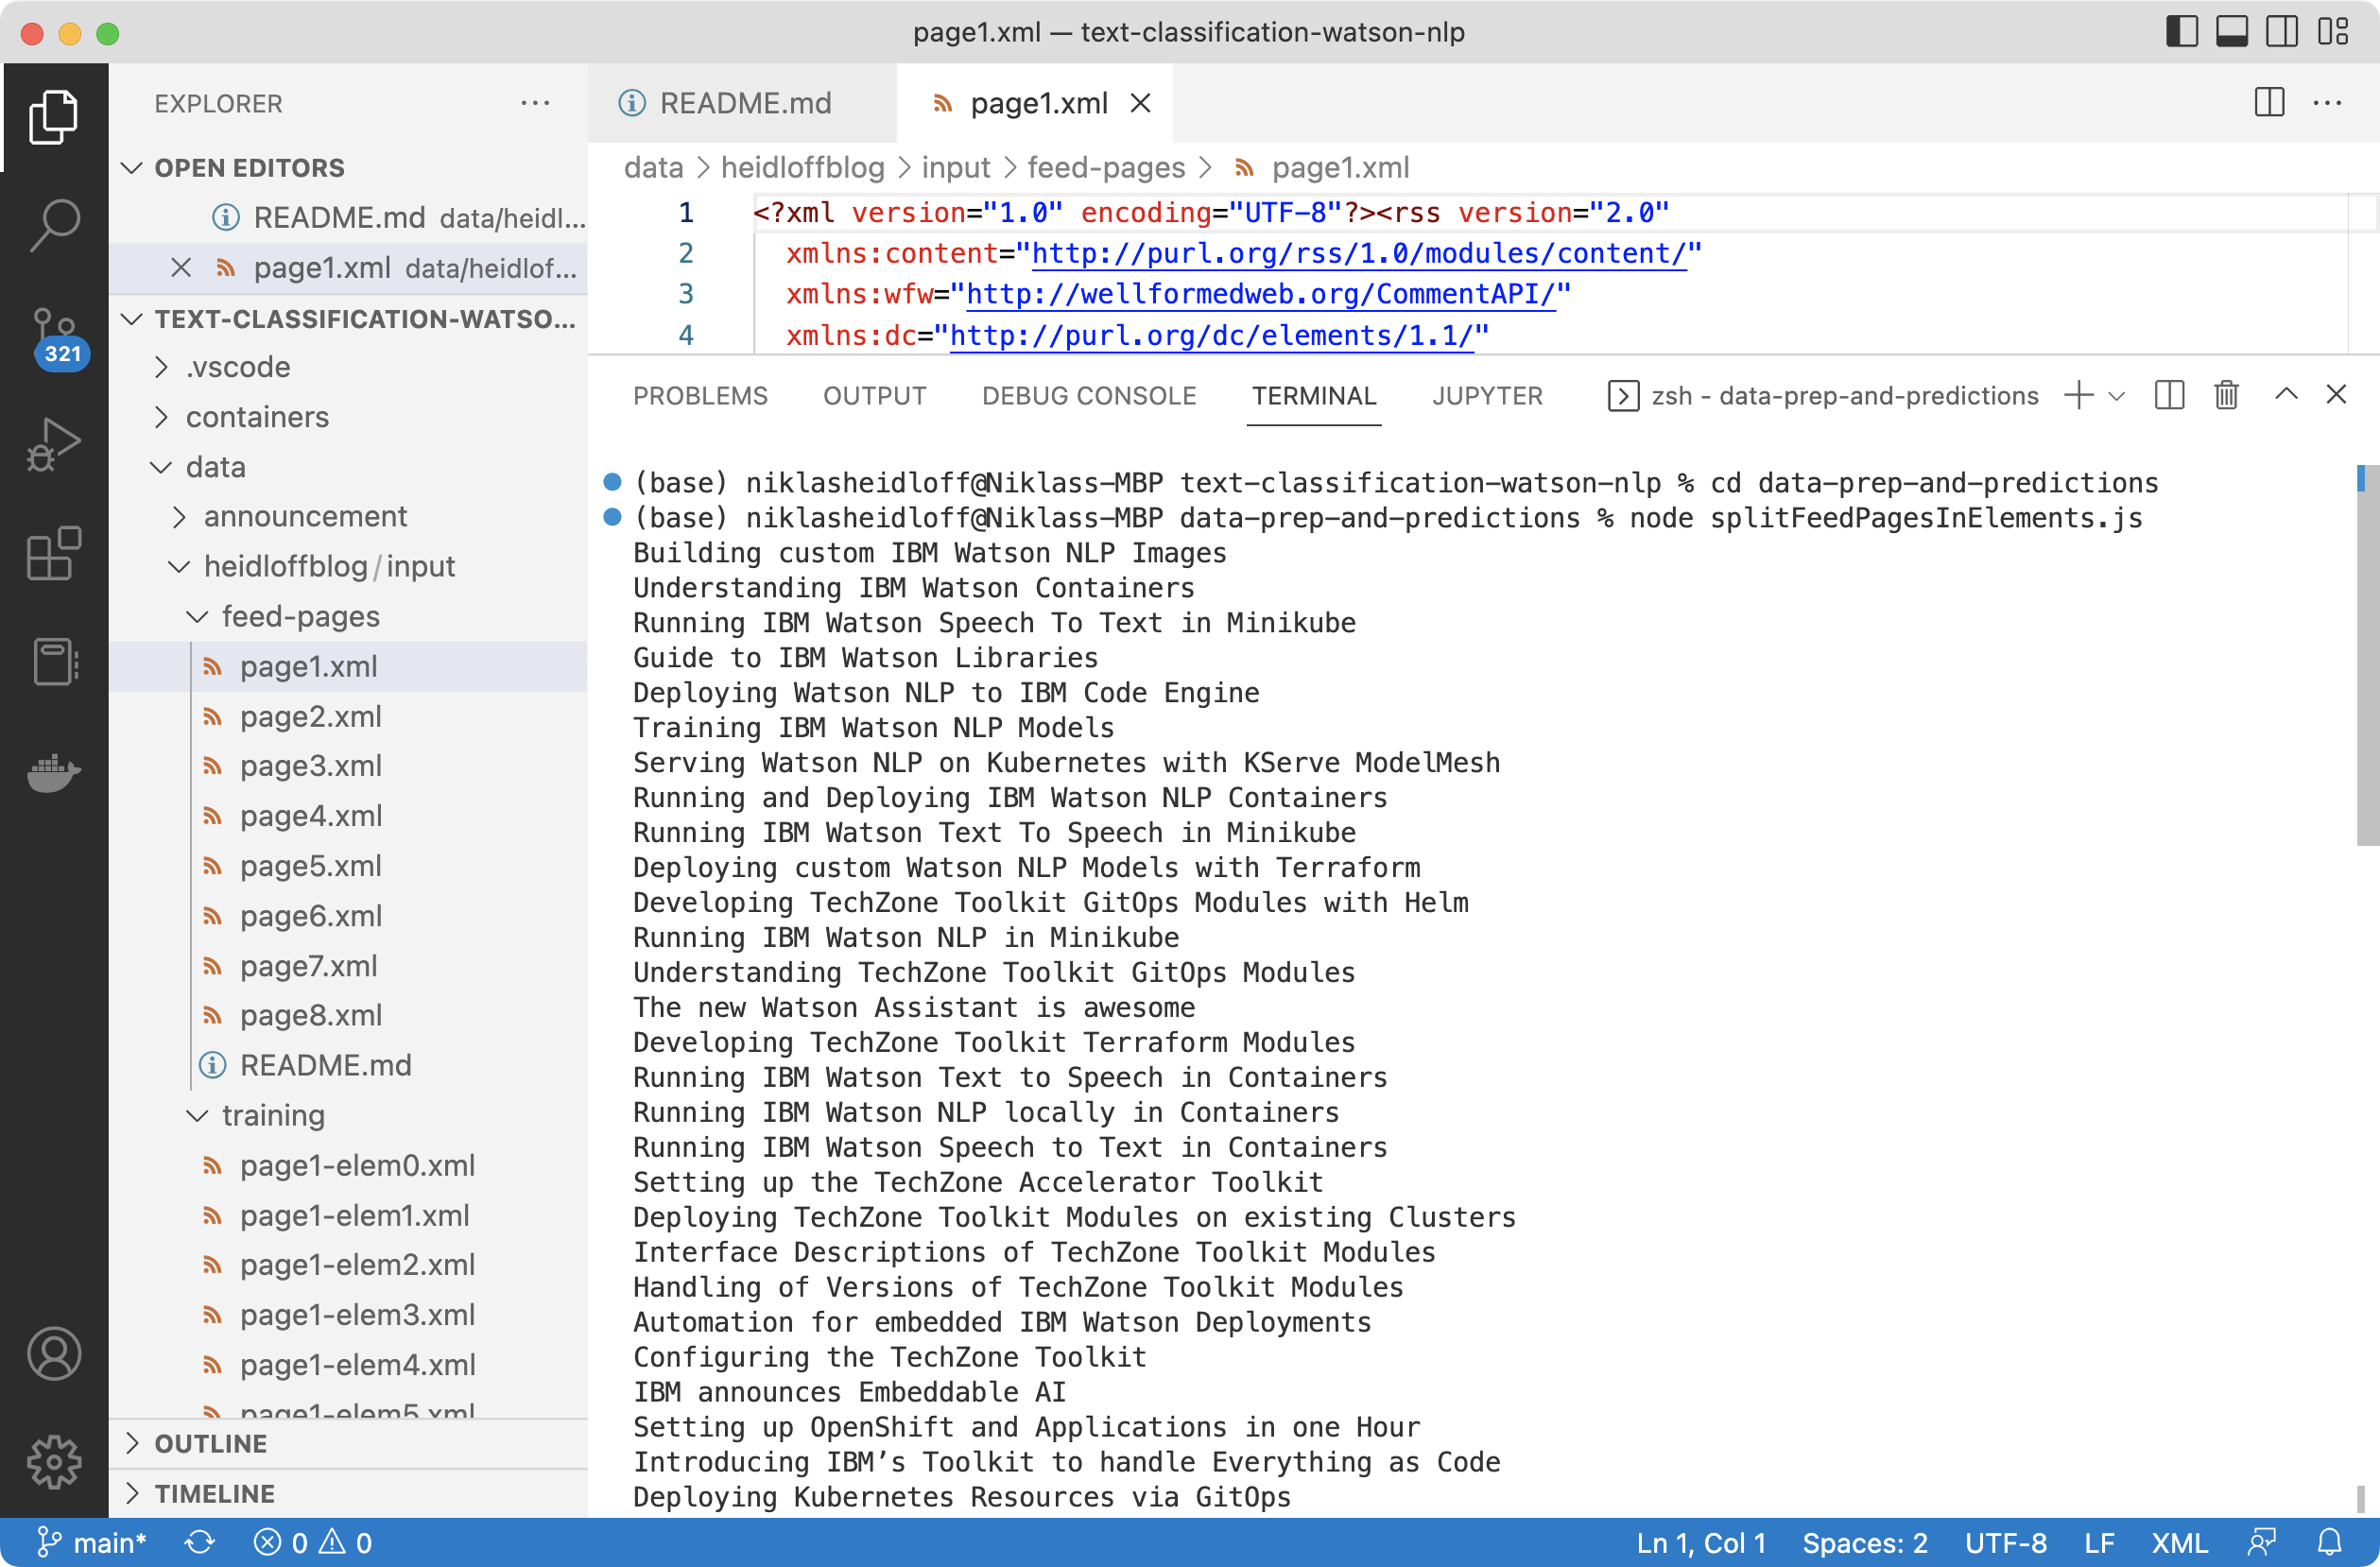 page1.xml — text-classification-watson-nlp
EXPLORER
OPEN EDITORS
README.md data/heidl...
page1.xml data/heidlof...
TEXT-CLASSIFICATION-WATSO...
.vscode
containers
data
announcement
heidloffblog/input
feed-pages
page1.xml
page2.xml
page3.xml
page4.xml
page5.xml
page6.xml
page7.xml
page8.xml
README.md
training
page1-elem0.xml
page1-elem1.xml
page1-elem2.xml
page1-elem3.xml
page1-elem4.xml
page1-elem5.xml
OUTLINE
TIMELINE
321
README.md
page1.xml
data > heidloffblog > input > feed-pages > page1.xml
1 <?xml version="1.0" encoding="UTF-8"?><rss version="2.0"
2 xmlns:content="http://purl.org/rss/1.0/modules/content/"
3 xmlns:wfw="http://wellformedweb.org/CommentAPI/"
4 xmlns:dc="http://purl.org/dc/elements/1.1/"
PROBLEMS OUTPUT DEBUG CONSOLE TERMINAL JUPYTER zsh - data-prep-and-predictions
(base) niklasheidloff@Niklass-MBP text-classification-watson-nlp % cd data-prep-and-predictions
(base) niklasheidloff@Niklass-MBP data-prep-and-predictions % node splitFeedPagesInElements.js
Building custom IBM Watson NLP Images
Understanding IBM Watson Containers
Running IBM Watson Speech To Text in Minikube
Guide to IBM Watson Libraries
Deploying Watson NLP to IBM Code Engine
Training IBM Watson NLP Models
Serving Watson NLP on Kubernetes with KServe ModelMesh
Running and Deploying IBM Watson NLP Containers
Running IBM Watson Text To Speech in Minikube
Deploying custom Watson NLP Models with Terraform
Developing TechZone Toolkit GitOps Modules with Helm
Running IBM Watson NLP in Minikube
Understanding TechZone Toolkit GitOps Modules
The new Watson Assistant is awesome
Developing TechZone Toolkit Terraform Modules
Running IBM Watson Text to Speech in Containers
Running IBM Watson NLP locally in Containers
Running IBM Watson Speech to Text in Containers
Setting up the TechZone Accelerator Toolkit
Deploying TechZone Toolkit Modules on existing Clusters
Interface Descriptions of TechZone Toolkit Modules
Handling of Versions of TechZone Toolkit Modules
Automation for embedded IBM Watson Deployments
Configuring the TechZone Toolkit
IBM announces Embeddable AI
Setting up OpenShift and Applications in one Hour
Introducing IBM’s Toolkit to handle Everything as Code
Deploying Kubernetes Resources via GitOps
main* 0 0 Ln 1, Col 1 Spaces: 2 UTF-8 LF XML